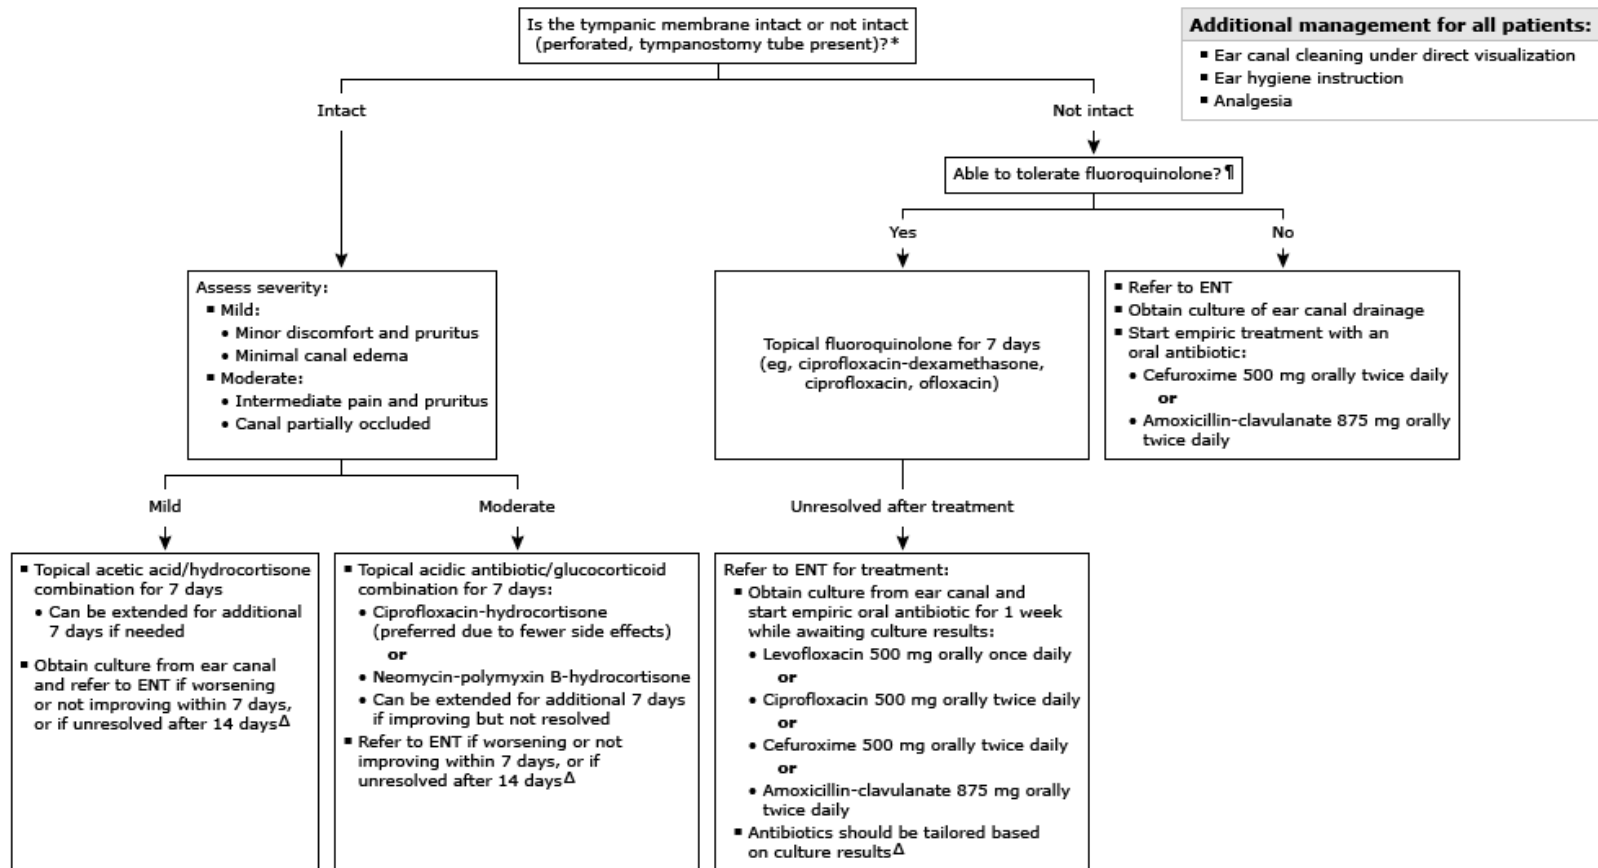 Is the tympanic membrane intact or not intact
(perforated, tympanostomy tube present)?*
Additional management for all patients:
▪ Ear canal cleaning under direct visualization
▪ Ear hygiene instruction
▪ Analgesia
Intact
Not intact
Able to tolerate fluoroquinolone?¶
Yes
No
Assess severity:
▪ Mild:
• Minor discomfort and pruritus
• Minimal canal edema
▪ Moderate:
• Intermediate pain and pruritus
• Canal partially occluded
Topical fluoroquinolone for 7 days
(eg, ciprofloxacin-dexamethasone,
ciprofloxacin, ofloxacin)
▪ Refer to ENT
▪ Obtain culture of ear canal drainage
▪ Start empiric treatment with an
oral antibiotic:
• Cefuroxime 500 mg orally twice daily
or
• Amoxicillin-clavulanate 875 mg orally
twice daily
Mild
Moderate
Unresolved after treatment
▪ Topical acetic acid/hydrocortisone
combination for 7 days
• Can be extended for additional
7 days if needed
▪ Obtain culture from ear canal
and refer to ENT if worsening
or not improving within 7 days,
or if unresolved after 14 daysΔ
▪ Topical acidic antibiotic/glucocorticoid
combination for 7 days:
• Ciprofloxacin-hydrocortisone
(preferred due to fewer side effects)
or
• Neomycin-polymyxin B-hydrocortisone
• Can be extended for additional 7 days
if improving but not resolved
▪ Refer to ENT if worsening or not
improving within 7 days, or if
unresolved after 14 daysΔ
Refer to ENT for treatment:
▪ Obtain culture from ear canal and
start empiric oral antibiotic for 1 week
while awaiting culture results:
• Levofloxacin 500 mg orally once daily
or
• Ciprofloxacin 500 mg orally twice daily
or
• Cefuroxime 500 mg orally twice daily
or
• Amoxicillin-clavulanate 875 mg orally
twice daily
▪ Antibiotics should be tailored based
on culture resultsΔ